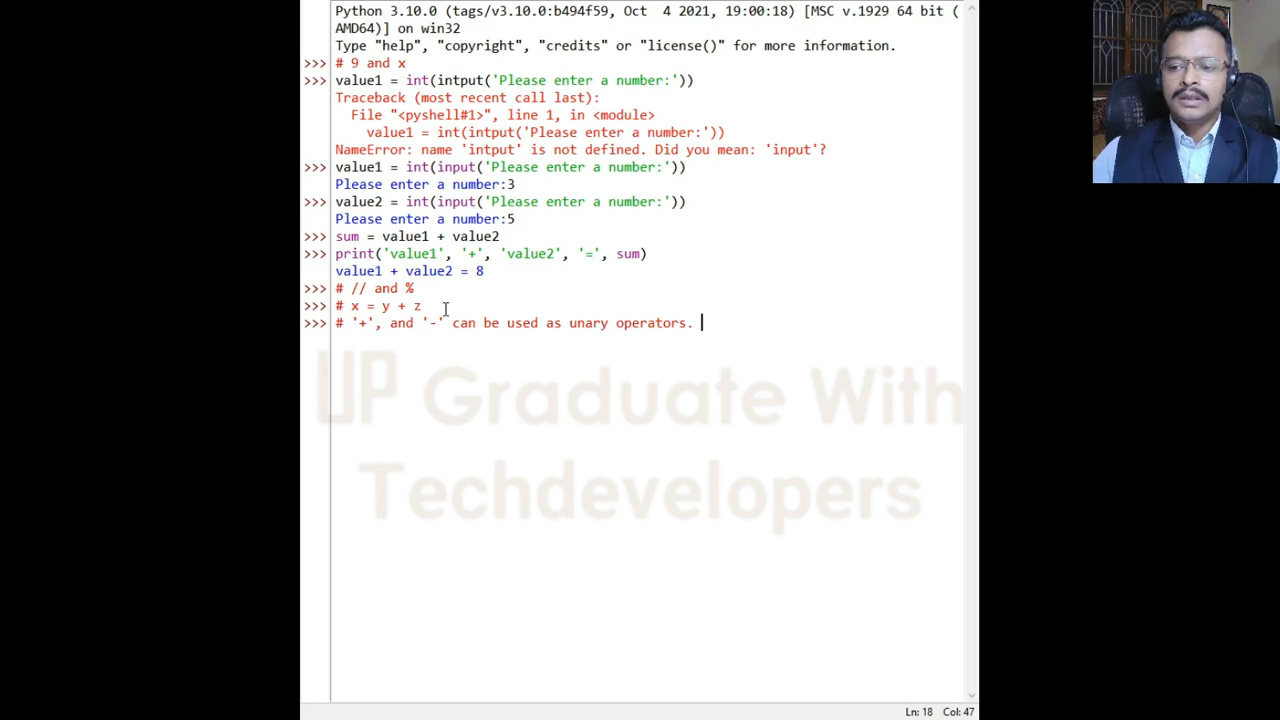 Python 3.10.0 (tags/v3.10.0:b494f59, Oct  4 2021, 19:00:18) [MSC v.1929 64 bit (
AMD64)] on win32
Type "help", "copyright", "credits" or "license()" for more information.
>>> # 9 and x
>>> value1 = int(intput('Please enter a number:'))
Traceback (most recent call last):
  File "<pyshell#1>", line 1, in <module>
    value1 = int(intput('Please enter a number:'))
NameError: name 'intput' is not defined. Did you mean: 'input'?
>>> value1 = int(input('Please enter a number:'))
Please enter a number:3
>>> value2 = int(input('Please enter a number:'))
Please enter a number:5
>>> sum = value1 + value2
>>> print('value1', '+', 'value2', '=', sum)
value1 + value2 = 8
>>> # // and %
>>> # x = y + z
>>> # '+', and '-' can be used as unary operators.
UP Graduate With
Techdevelopers
Ln: 18  Col: 47